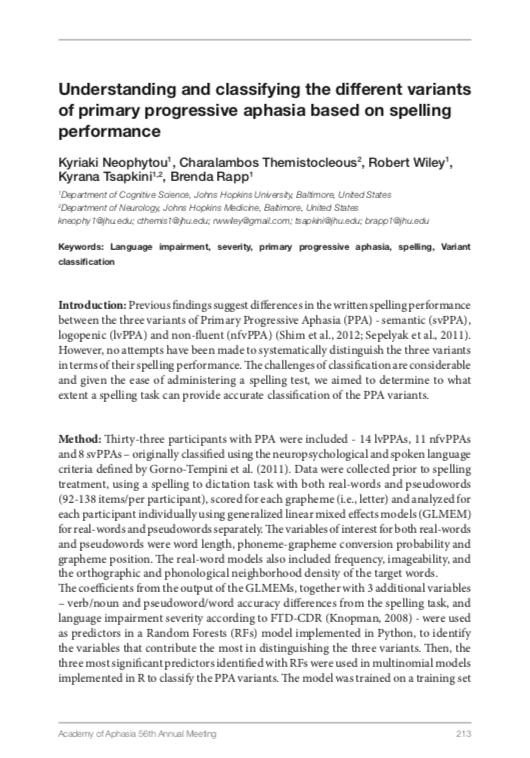 Understanding and classifying the different variants
of primary progressive aphasia based on spelling
performance
Kyriaki Neophytou¹, Charalambos Themistocleous², Robert Wiley¹,
Kyrana Tsapkini¹,², Brenda Rapp¹
¹Department of Cognitive Science, Johns Hopkins University, Baltimore, United States
²Department of Neurology, Johns Hopkins Medicine, Baltimore, United States
kneophy1@jhu.edu; cthemis1@jhu.edu; rwwiley@gmail.com; tsapkini@jhu.edu; brapp1@jhu.edu
Keywords: Language impairment, severity, primary progressive aphasia, spelling, Variant
classification
Introduction: Previous findings suggest differences in the written spelling performance
between the three variants of Primary Progressive Aphasia (PPA) - semantic (svPPA),
logopenic (lvPPA) and non-fluent (nfvPPA) (Shim et al., 2012; Sepelyak et al., 2011).
However, no attempts have been made to systematically distinguish the three variants
in terms of their spelling performance. The challenges of classification are considerable
and given the ease of administering a spelling test, we aimed to determine to what
extent a spelling task can provide accurate classification of the PPA variants.
Method: Thirty-three participants with PPA were included - 14 lvPPAs, 11 nfvPPAs
and 8 svPPAs – originally classified using the neuropsychological and spoken language
criteria defined by Gorno-Tempini et al. (2011). Data were collected prior to spelling
treatment, using a spelling to dictation task with both real-words and pseudowords
(92-138 items/per participant), scored for each grapheme (i.e., letter) and analyzed for
each participant individually using generalized linear mixed effects models (GLMEM)
for real-words and pseudowords separately. The variables of interest for both real-words
and pseudowords were word length, phoneme-grapheme conversion probability and
grapheme position. The real-word models also included frequency, imageability, and
the orthographic and phonological neighborhood density of the target words.
The coefficients from the output of the GLMEMs, together with 3 additional variables
– verb/noun and pseudoword/word accuracy differences from the spelling task, and
language impairment severity according to FTD-CDR (Knopman, 2008) - were used
as predictors in a Random Forests (RFs) model implemented in Python, to identify
the variables that contribute the most in distinguishing the three variants. Then, the
three most significant predictors identified with RFs were used in multinomial models
implemented in R to classify the PPA variants. The model was trained on a training set
Academy of Aphasia 56th Annual Meeting
213